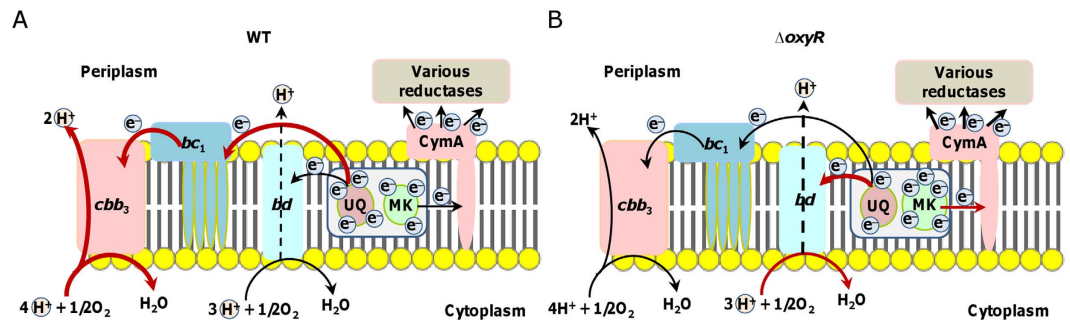 A
WT
Periplasm
Various
reductases
H⁺
2H⁺
e⁻
e⁻
e⁻
e⁻
e⁻
bc₁
CymA
cbb₃
bd
e⁻
e⁻
e⁻
e⁻
e⁻
e⁻
UQ
MK
e⁻
e⁻
e⁻
4H⁺ + 1/2O₂
H₂O
3H⁺ + 1/2O₂
H₂O
Cytoplasm
B
ΔoxyR
Periplasm
Various
reductases
H⁺
2H⁺
e⁻
e⁻
e⁻
e⁻
e⁻
bc₁
CymA
cbb₃
bd
e⁻
e⁻
e⁻
e⁻
e⁻
UQ
MK
e⁻
e⁻
e⁻
4H⁺ + 1/2O₂
H₂O
3H⁺ + 1/2O₂
H₂O
Cytoplasm